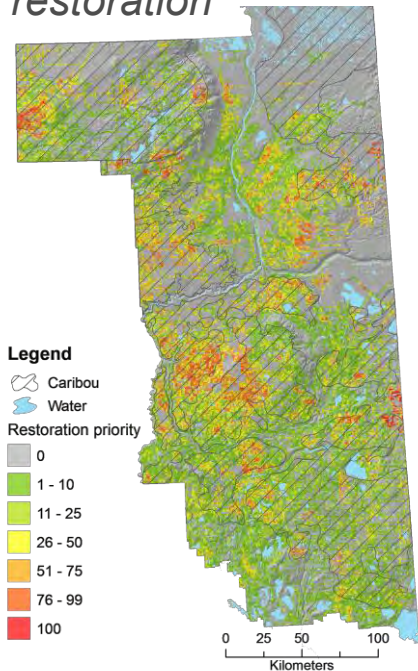 restoration
Legend
Caribou
Water
Restoration priority
0
1 - 10
11 - 25
26 - 50
51 - 75
76 - 99
100
0 25 50 100
Kilometers